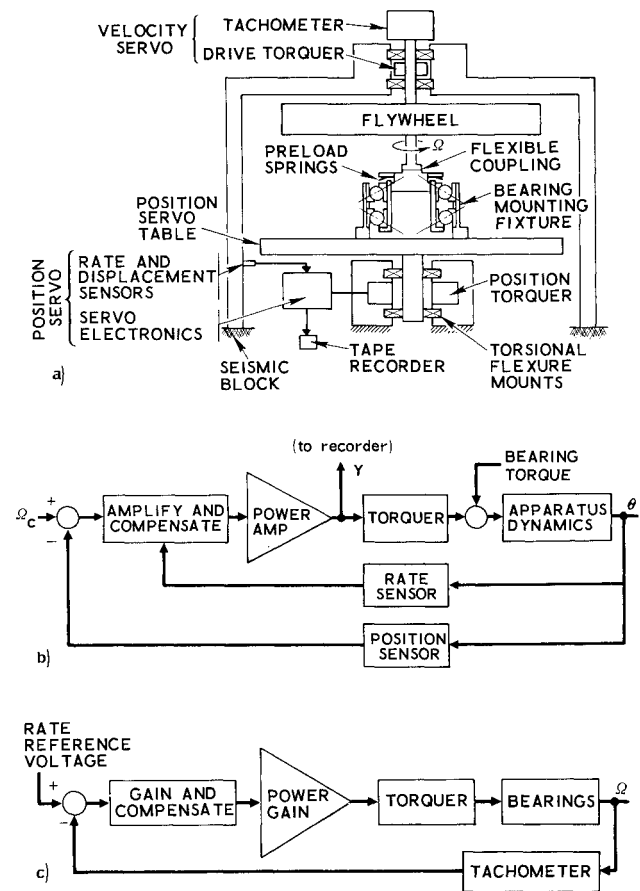 VELOCITY SERVO
TACHOMETER
DRIVE TORQUER
FLYWHEEL
Ω
PRELOAD SPRINGS
FLEXIBLE COUPLING
POSITION SERVO TABLE
BEARING MOUNTING FIXTURE
POSITION SERVO
RATE AND DISPLACEMENT SENSORS
SERVO ELECTRONICS
POSITION TORQUER
SEISMIC BLOCK
TAPE RECORDER
TORSIONAL FLEXURE MOUNTS
a)
(to recorder)
Y
BEARING TORQUE
Ωc
+
−
AMPLIFY AND COMPENSATE
POWER AMP
TORQUER
APPARATUS DYNAMICS
θ
RATE SENSOR
POSITION SENSOR
b)
RATE REFERENCE VOLTAGE
+
−
GAIN AND COMPENSATE
POWER GAIN
TORQUER
BEARINGS
Ω
TACHOMETER
c)